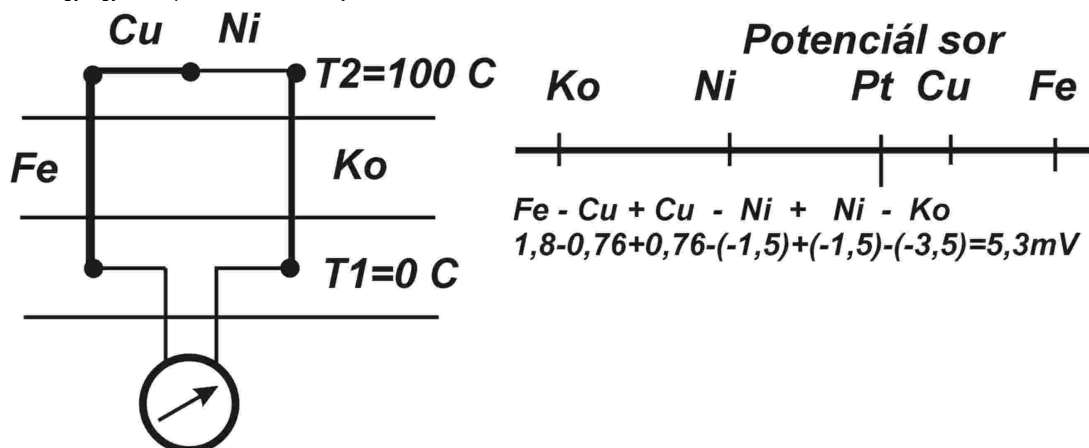 Cu Ni
T2=100 C
Fe
Ko
T1=0 C
Potenciál sor
Ko Ni Pt Cu Fe
Fe - Cu + Cu - Ni + Ni - Ko
1,8-0,76+0,76-(-1,5)+(-1,5)-(-3,5)=5,3mV